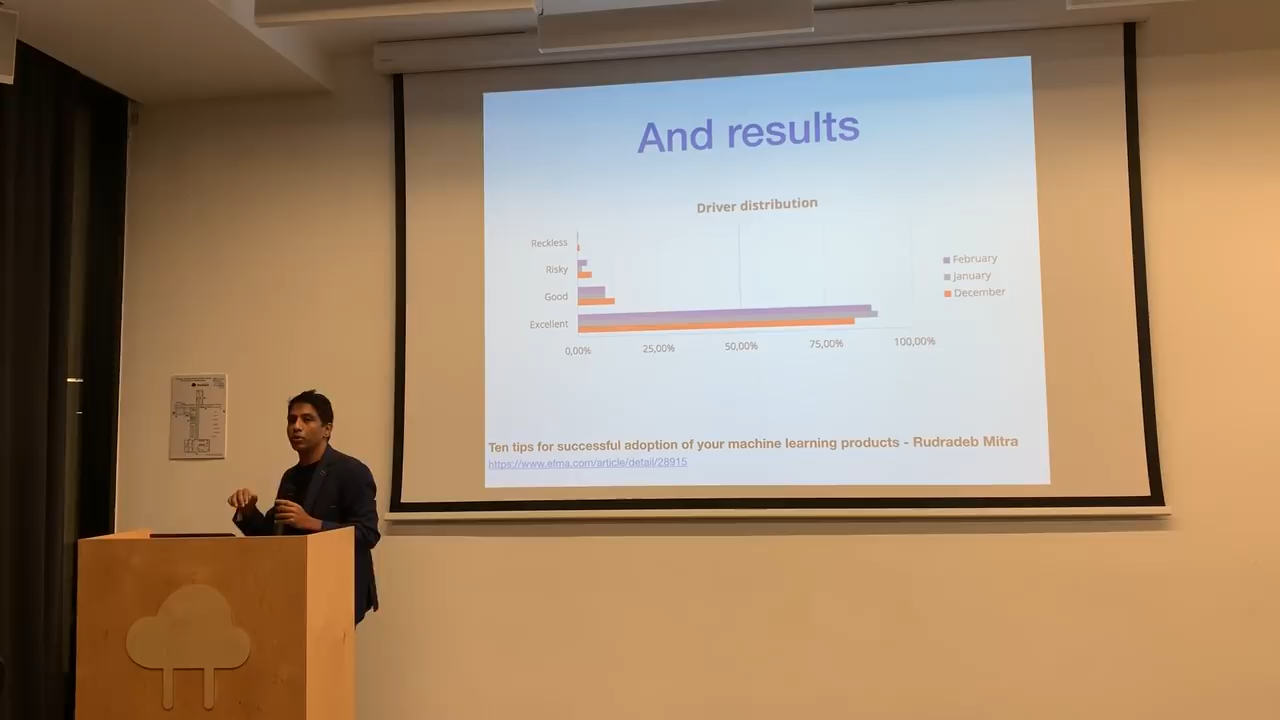 And results
Driver distribution
Reckless
Risky
Good
Excellent
0,00%
25,00%
50,00%
75,00%
100,00%
February
January
December
Ten tips for successful adoption of your machine learning products - Rudradeb Mitra
https://www.efma.com/article/detail/28915